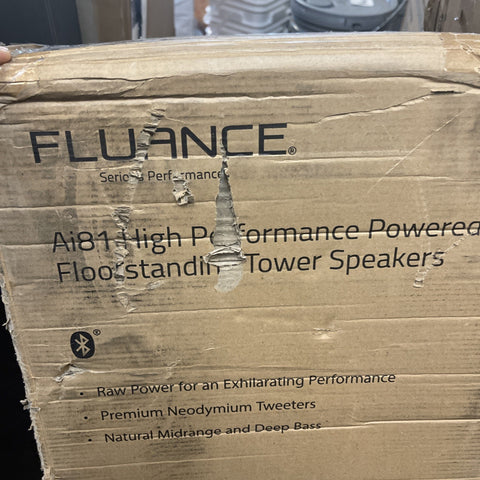 FLUANCE®
Serious Performance
Ai81 High Performance Powered
Floorstanding Tower Speakers
®
• Raw Power for an Exhilarating Performance
• Premium Neodymium Tweeters
• Natural Midrange and Deep Bass